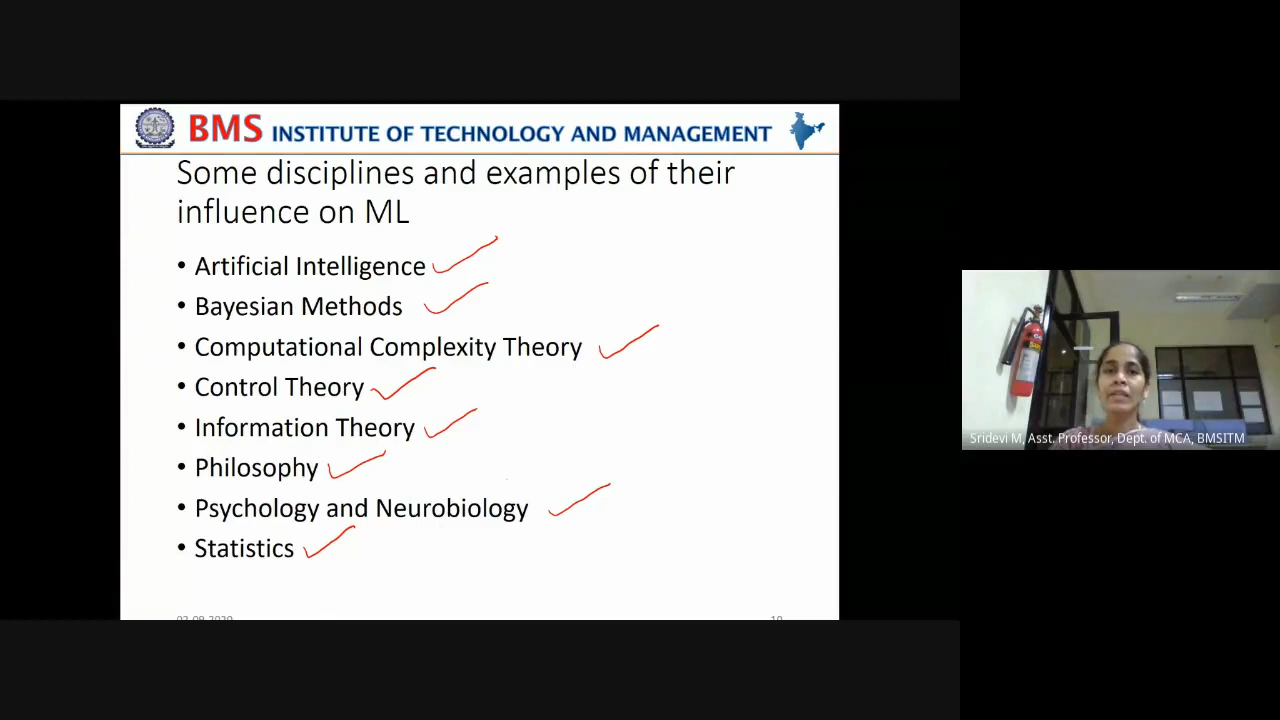 BMS INSTITUTE OF TECHNOLOGY AND MANAGEMENT
Some disciplines and examples of their
influence on ML
• Artificial Intelligence
• Bayesian Methods
• Computational Complexity Theory
• Control Theory
• Information Theory
• Philosophy
• Psychology and Neurobiology
• Statistics
Sridevi M, Asst. Professor, Dept. of MCA, BMSITM